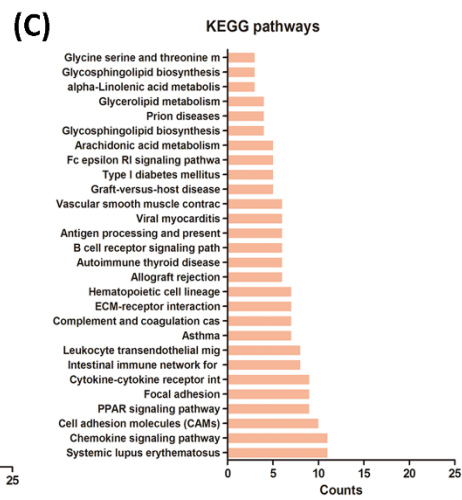 (C)
KEGG pathways
Glycine serine and threonine m
Glycosphingolipid biosynthesis
alpha-Linolenic acid metabolis
Glycerolipid metabolism
Prion diseases
Glycosphingolipid biosynthesis
Arachidonic acid metabolism
Fc epsilon RI signaling pathwa
Type I diabetes mellitus
Graft-versus-host disease
Vascular smooth muscle contrac
Viral myocarditis
Antigen processing and present
B cell receptor signaling path
Autoimmune thyroid disease
Allograft rejection
Hematopoietic cell lineage
ECM-receptor interaction
Complement and coagulation cas
Asthma
Leukocyte transendothelial mig
Intestinal immune network for
Cytokine-cytokine receptor int
Focal adhesion
PPAR signaling pathway
Cell adhesion molecules (CAMs)
Chemokine signaling pathway
Systemic lupus erythematosus
0 5 10 15 20 25
Counts
25